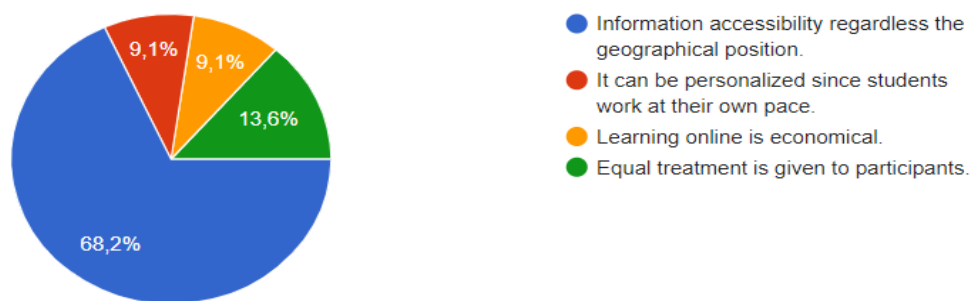 9,1%
9,1%
13,6%
68,2%
Information accessibility regardless the
geographical position.
It can be personalized since students
work at their own pace.
Learning online is economical.
Equal treatment is given to participants.